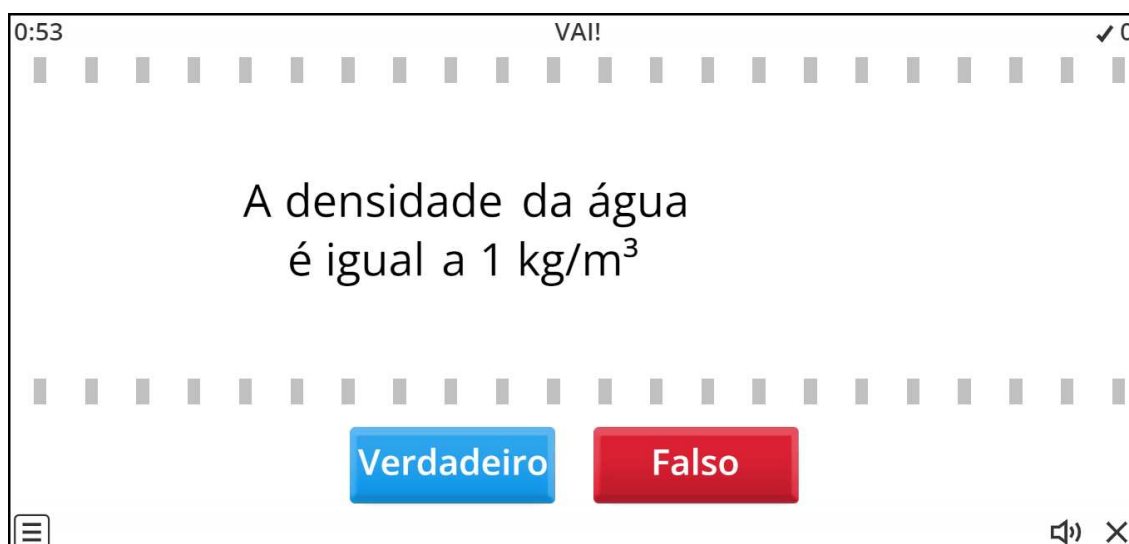 0:53 VAI! ✓ 0
A densidade da água
é igual a 1 kg/m³
Verdadeiro Falso